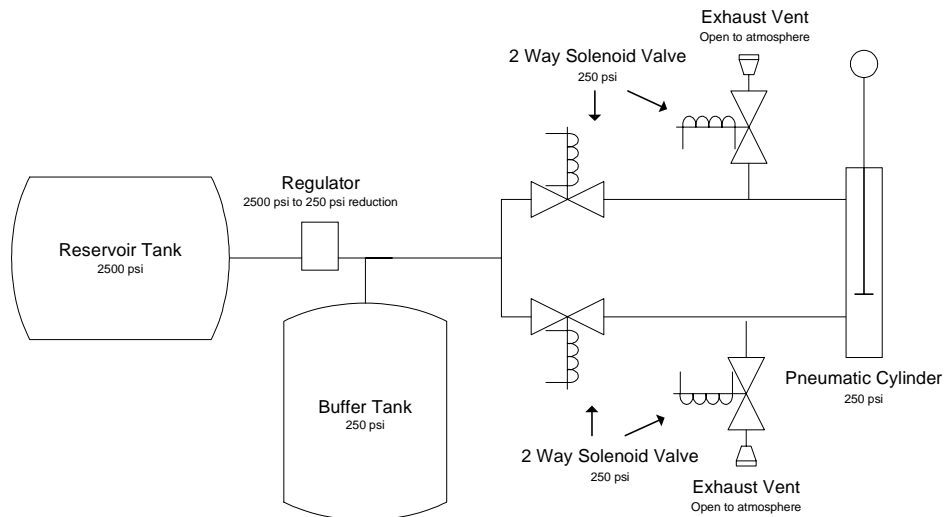 Exhaust Vent
Open to atmosphere
2 Way Solenoid Valve
250 psi
Regulator
2500 psi to 250 psi reduction
Reservoir Tank
2500 psi
Pneumatic Cylinder
250 psi
Buffer Tank
250 psi
2 Way Solenoid Valve
250 psi
Exhaust Vent
Open to atmosphere